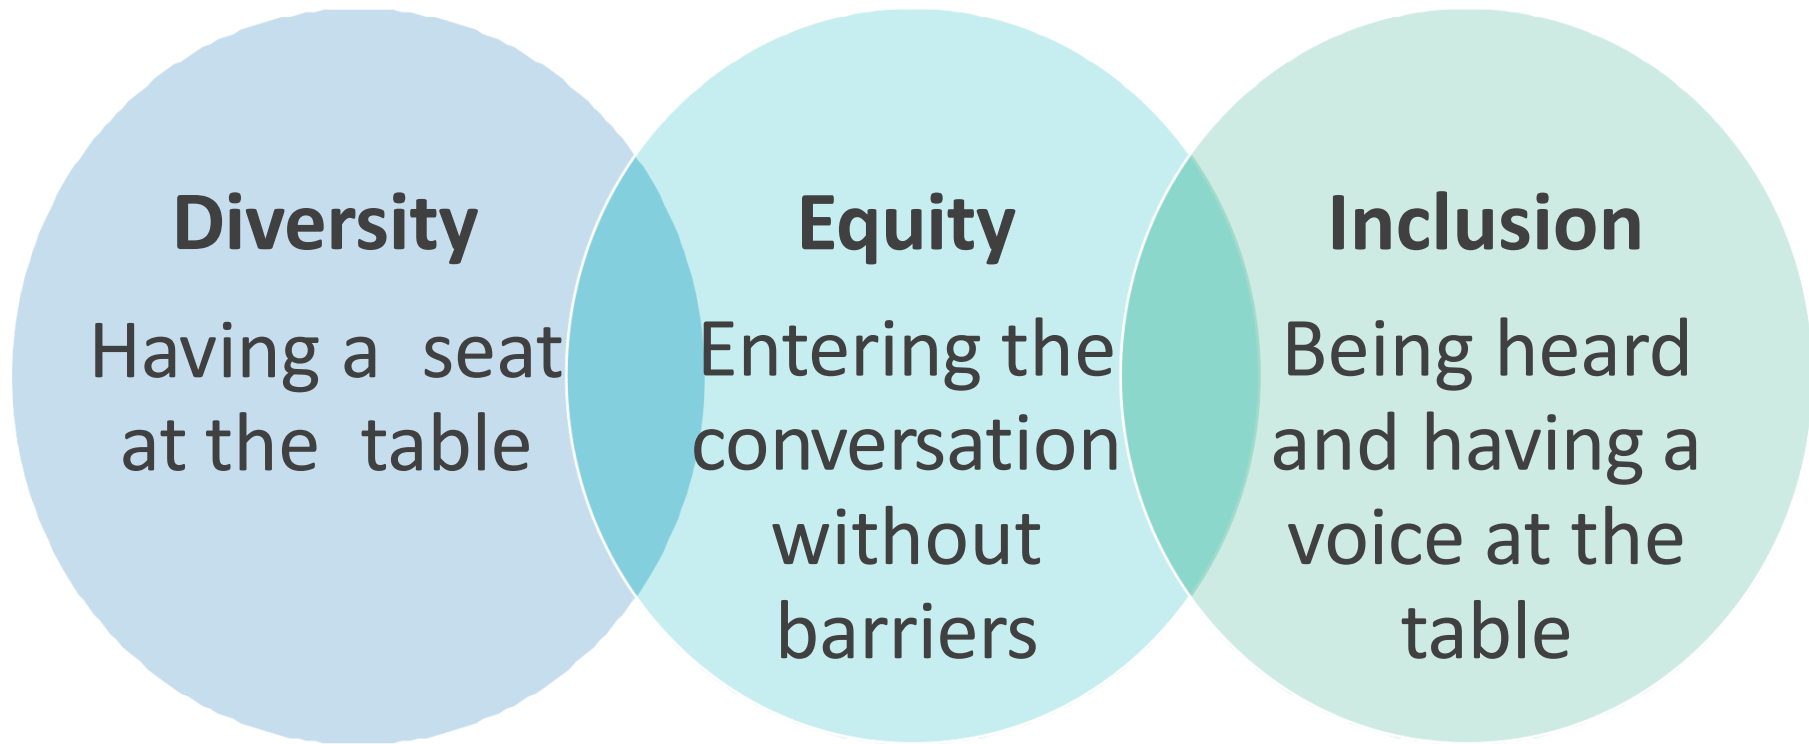 Diversity
Having a seat
at the table
Equity
Entering the
conversation
without
barriers
Inclusion
Being heard
and having a
voice at the
table